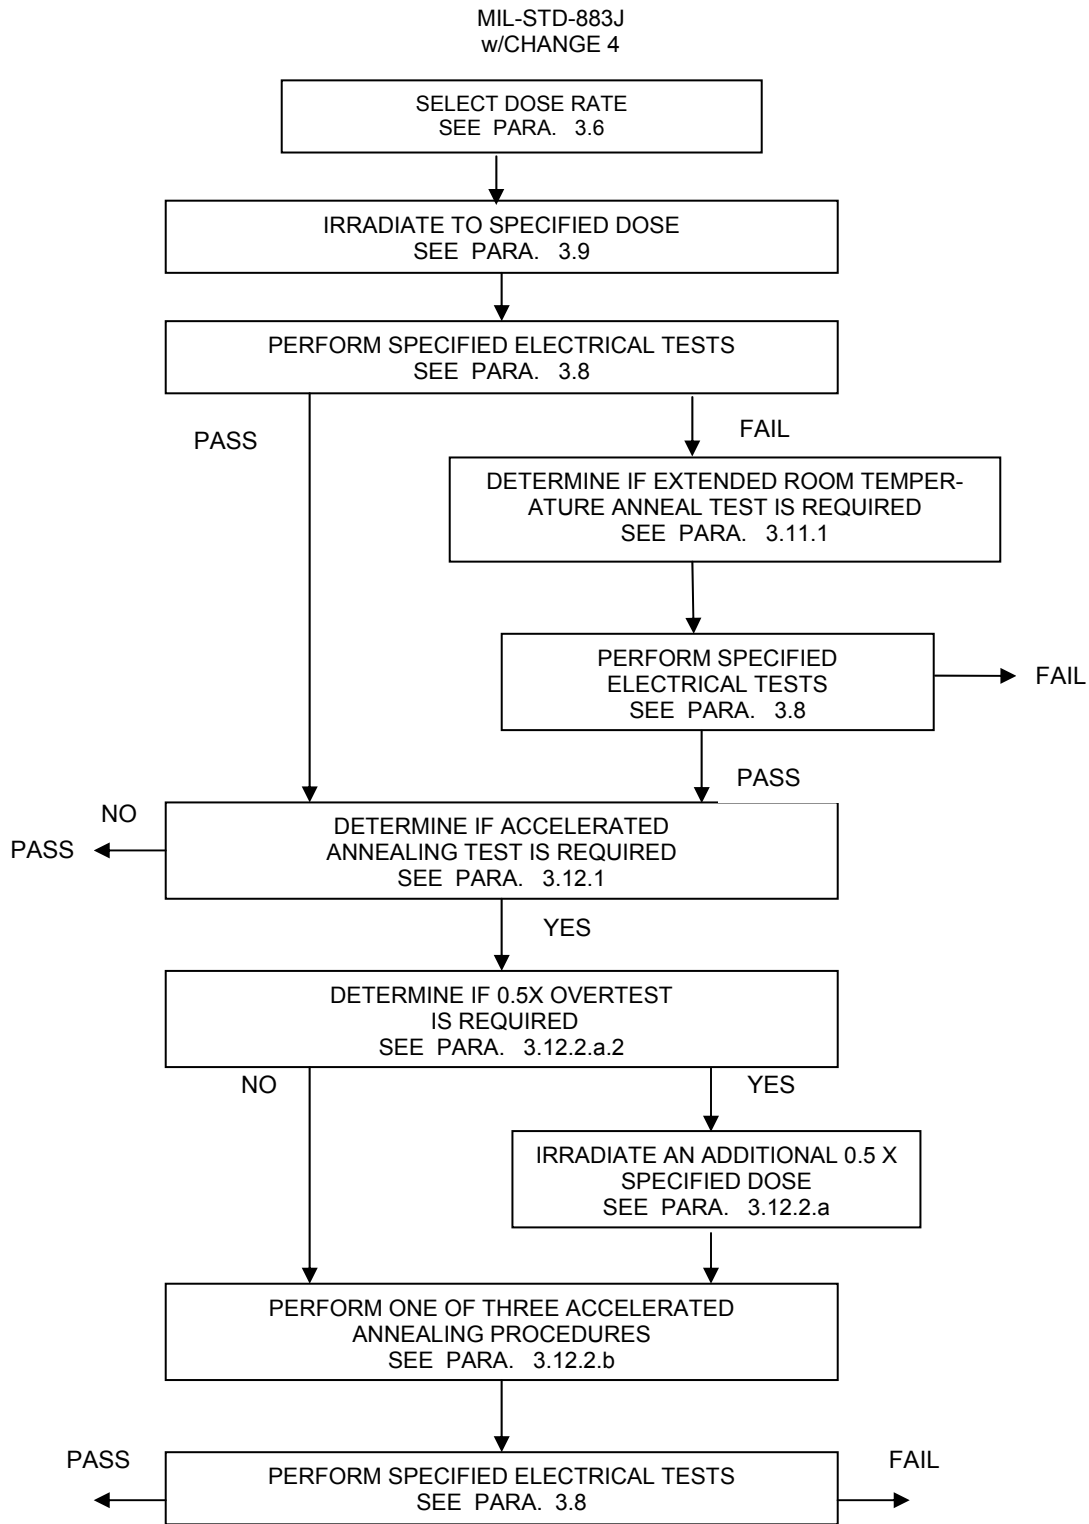 MIL-STD-883J
w/CHANGE 4
SELECT DOSE RATE
SEE PARA. 3.6
IRRADIATE TO SPECIFIED DOSE
SEE PARA. 3.9
PERFORM SPECIFIED ELECTRICAL TESTS
SEE PARA. 3.8
PASS
FAIL
DETERMINE IF EXTENDED ROOM TEMPER-
ATURE ANNEAL TEST IS REQUIRED
SEE PARA. 3.11.1
PERFORM SPECIFIED
ELECTRICAL TESTS
SEE PARA. 3.8
FAIL
PASS
NO
PASS
DETERMINE IF ACCELERATED
ANNEALING TEST IS REQUIRED
SEE PARA. 3.12.1
YES
DETERMINE IF 0.5X OVERTEST
IS REQUIRED
SEE PARA. 3.12.2.a.2
NO
YES
IRRADIATE AN ADDITIONAL 0.5 X
SPECIFIED DOSE
SEE PARA. 3.12.2.a
PERFORM ONE OF THREE ACCELERATED
ANNEALING PROCEDURES
SEE PARA. 3.12.2.b
PASS
FAIL
PERFORM SPECIFIED ELECTRICAL TESTS
SEE PARA. 3.8